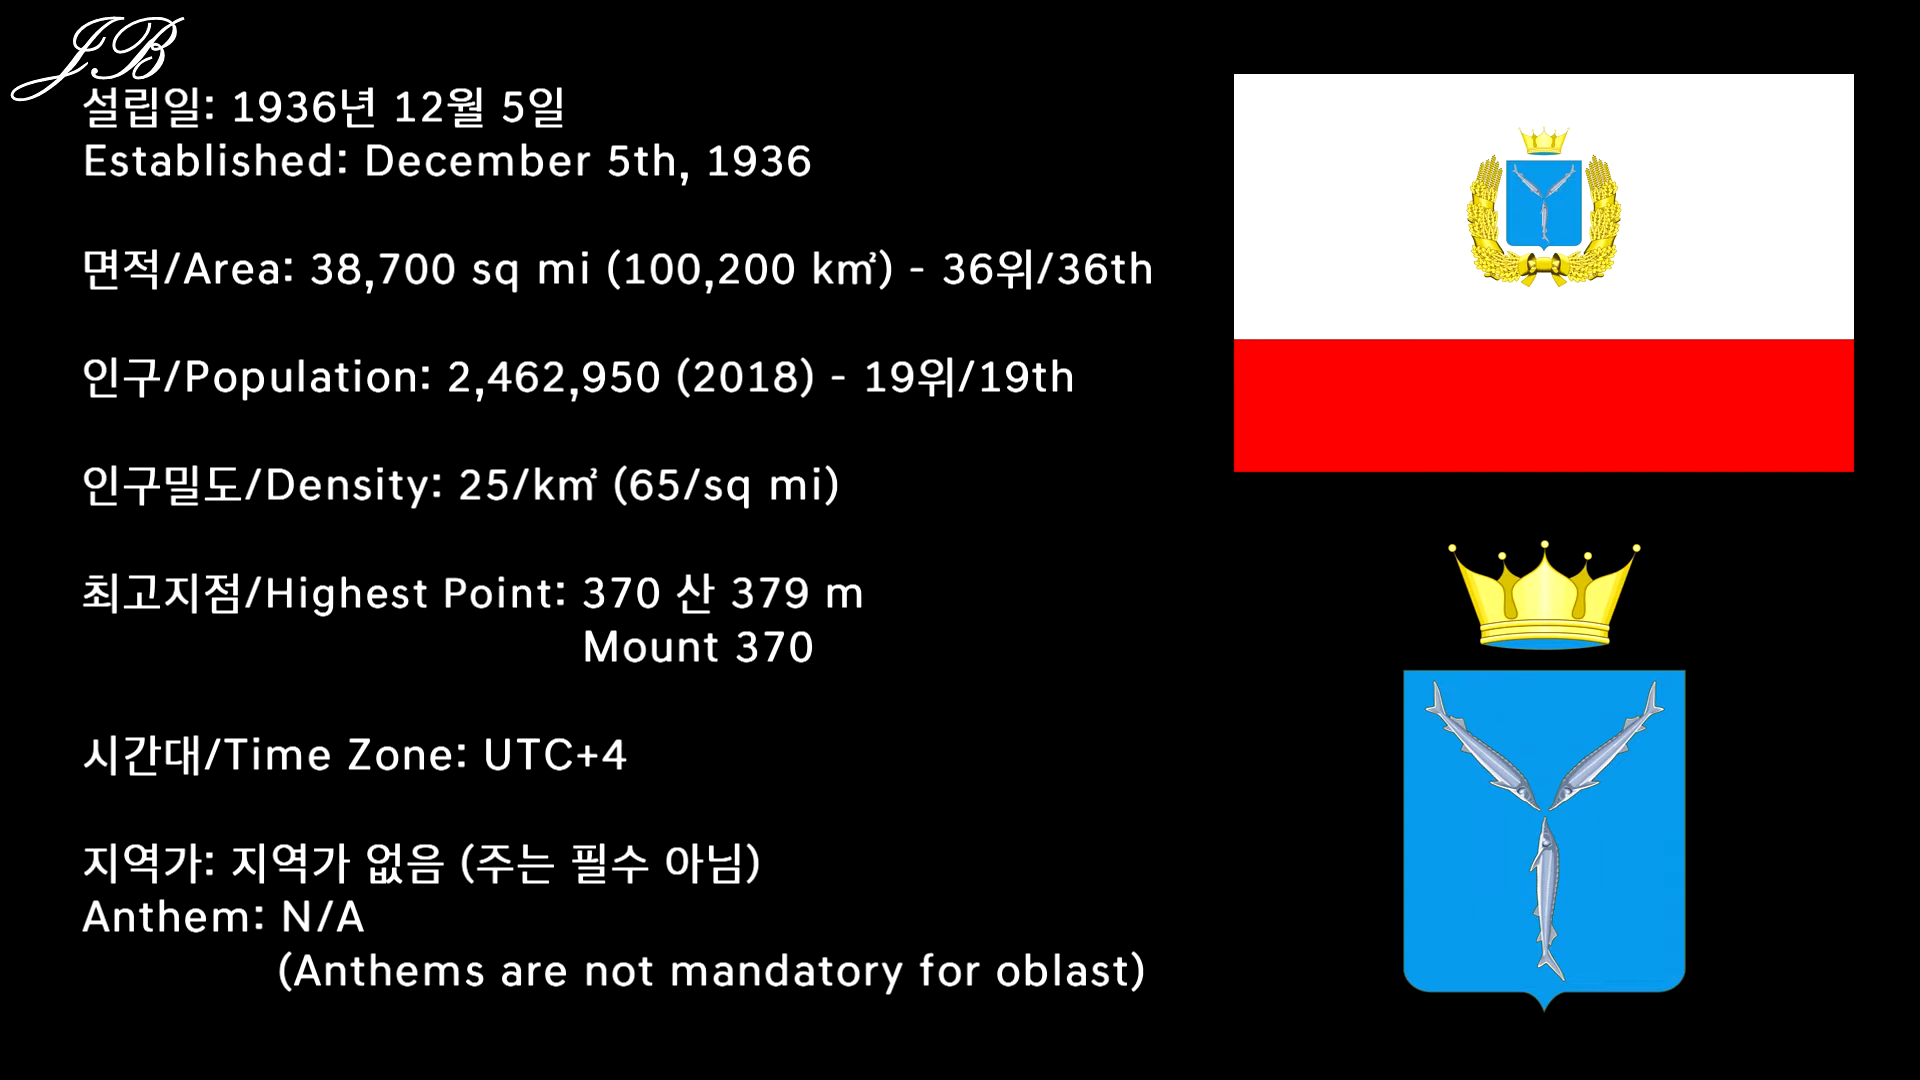 JB
설립일: 1936년 12월 5일
Established: December 5th, 1936
면적/Area: 38,700 sq mi (100,200 ㎢) - 36위/36th
인구/Population: 2,462,950 (2018) - 19위/19th
인구밀도/Density: 25/㎢ (65/sq mi)
최고지점/Highest Point: 370 산 379 m
Mount 370
시간대/Time Zone: UTC+4
지역가: 지역가 없음 (주는 필수 아님)
Anthem: N/A
(Anthems are not mandatory for oblast)